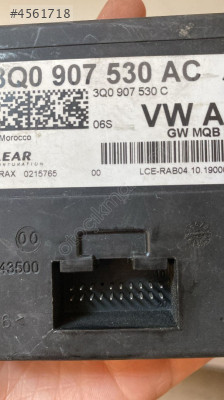 #4561718
3Q0 907 530 AC
3Q0 907 530 C
06S
VW A
GW MQB
Morocco
LEAR
CORPORATION
RAX 0215765 00 LCE-RAB04.10.1900
00
43500